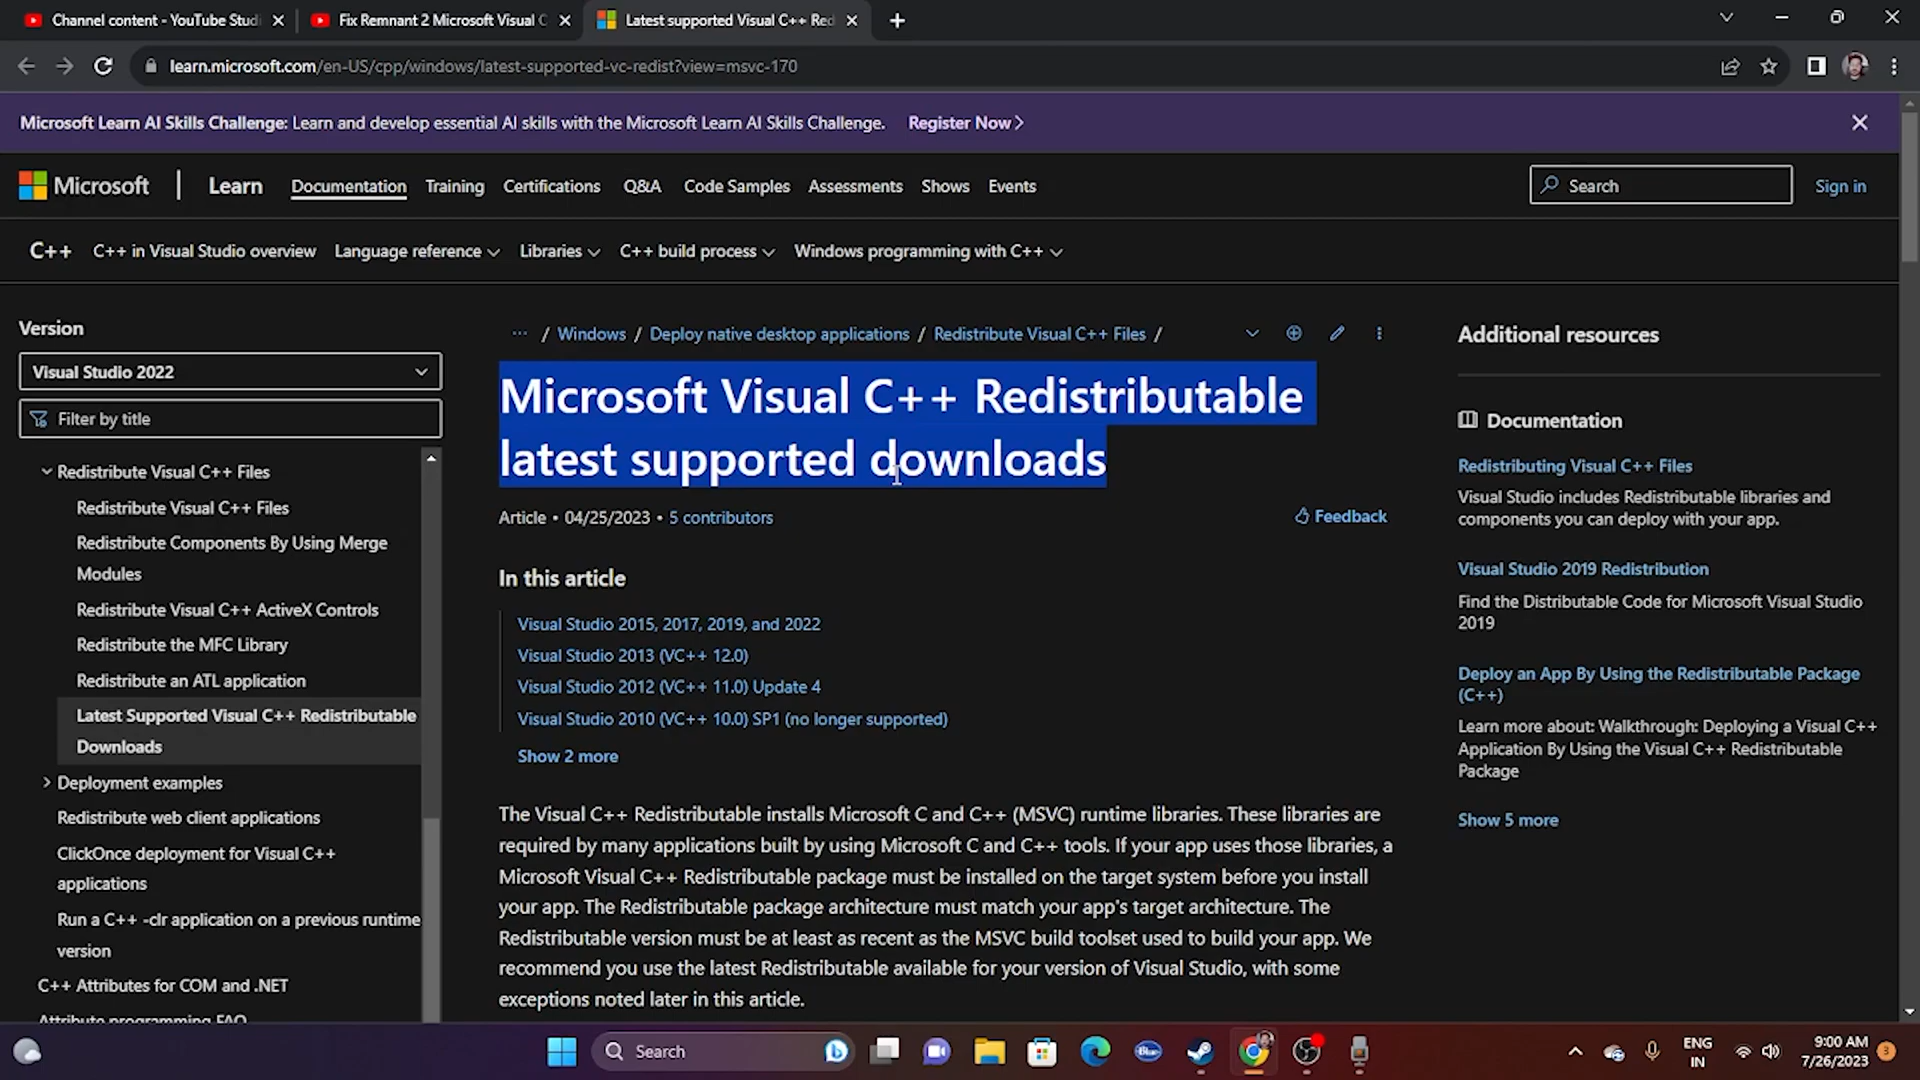 Channel content - YouTube Studi
Fix Remnant 2 Microsoft Visual C
Latest supported Visual C++ Red
learn.microsoft.com/en-US/cpp/windows/latest-supported-vc-redist?view=msvc-170
Microsoft Learn AI Skills Challenge: Learn and develop essential AI skills with the Microsoft Learn AI Skills Challenge. Register Now
Microsoft | Learn Documentation Training Certifications Q&A Code Samples Assessments Shows Events Search Sign in
C++ C++ in Visual Studio overview Language reference Libraries C++ build process Windows programming with C++
Version
Visual Studio 2022
Filter by title
Redistribute Visual C++ Files
Redistribute Visual C++ Files
Redistribute Components By Using Merge
Modules
Redistribute Visual C++ ActiveX Controls
Redistribute the MFC Library
Redistribute an ATL application
Latest Supported Visual C++ Redistributable
Downloads
Deployment examples
Redistribute web client applications
ClickOnce deployment for Visual C++
applications
Run a C++ -clr application on a previous runtime
version
C++ Attributes for COM and .NET
Attribute programming FAQ
... / Windows / Deploy native desktop applications / Redistribute Visual C++ Files /
Microsoft Visual C++ Redistributable
latest supported downloads
Article • 04/25/2023 • 5 contributors
Feedback
In this article
Visual Studio 2015, 2017, 2019, and 2022
Visual Studio 2013 (VC++ 12.0)
Visual Studio 2012 (VC++ 11.0) Update 4
Visual Studio 2010 (VC++ 10.0) SP1 (no longer supported)
Show 2 more
The Visual C++ Redistributable installs Microsoft C and C++ (MSVC) runtime libraries. These libraries are
required by many applications built by using Microsoft C and C++ tools. If your app uses those libraries, a
Microsoft Visual C++ Redistributable package must be installed on the target system before you install
your app. The Redistributable package architecture must match your app's target architecture. The
Redistributable version must be at least as recent as the MSVC build toolset used to build your app. We
recommend you use the latest Redistributable available for your version of Visual Studio, with some
exceptions noted later in this article.
Additional resources
Documentation
Redistributing Visual C++ Files
Visual Studio includes Redistributable libraries and
components you can deploy with your app.
Visual Studio 2019 Redistribution
Find the Distributable Code for Microsoft Visual Studio
2019
Deploy an App By Using the Redistributable Package
(C++)
Learn more about: Walkthrough: Deploying a Visual C++
Application By Using the Visual C++ Redistributable
Package
Show 5 more
Search
ENG
IN
9:00 AM
7/26/2023
3